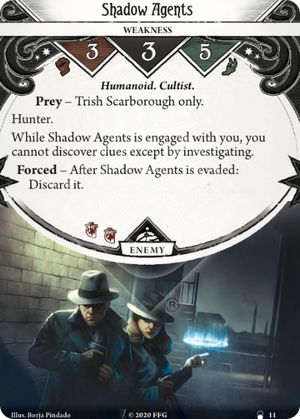 Shadow Agents
WEAKNESS
3 3 5
Humanoid. Cultist.
Prey – Trish Scarborough only.
Hunter.
While Shadow Agents is engaged with you, you
cannot discover clues except by investigating.
Forced – After Shadow Agents is evaded:
Discard it.
ENEMY
Illus. Borja Pindado © 2020 FFG 11